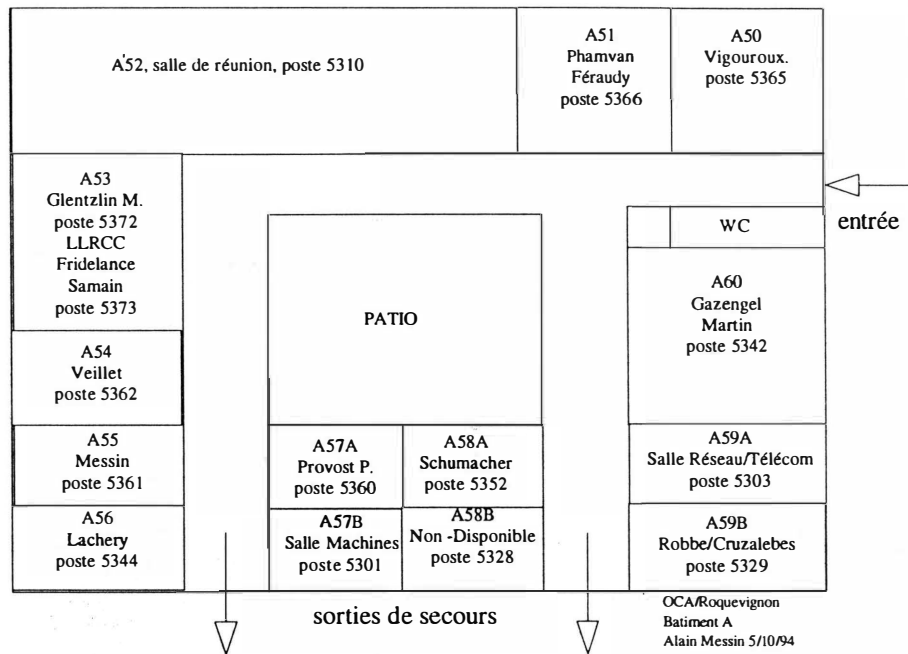 A52, salle de réunion, poste 5310
A51
Phamvan
Féraudy
poste 5366
A50
Vigouroux.
poste 5365
A53
Glentzlin M.
poste 5372
LLRCC
Fridelance
Samain
poste 5373
entrée
WC
A60
Gazengel
Martin
poste 5342
PATIO
A54
Veillet
poste 5362
A55
Messin
poste 5361
A57A
Provost P.
poste 5360
A58A
Schumacher
poste 5352
A59A
Salle Réseau/Télécom
poste 5303
A56
Lachery
poste 5344
A57B
Salle Machines
poste 5301
A58B
Non -Disponible
poste 5328
A59B
Robbe/Cruzalebes
poste 5329
sorties de secours
OCA/Roquevignon
Batiment A
Alain Messin 5/10/94